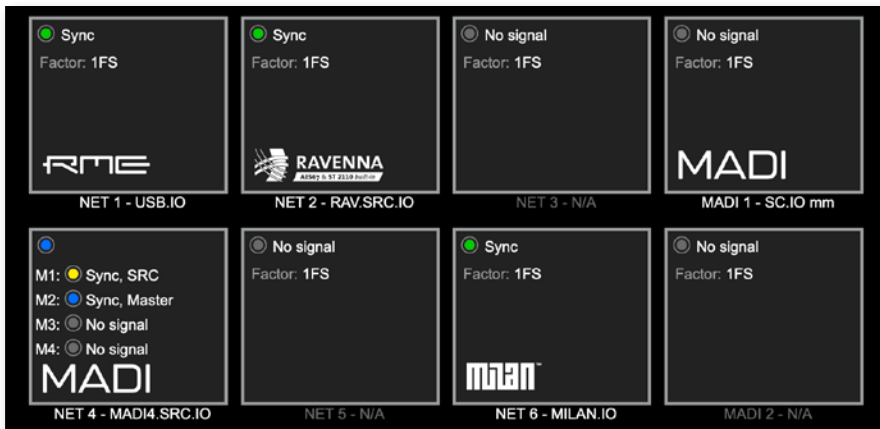 Sync
Factor: 1FS
RME
NET 1 - USB.IO
Sync
Factor: 1FS
RAVENNA
AES67 & ST 2110 built-in
NET 2 - RAV.SRC.IO
No signal
Factor: 1FS
NET 3 - N/A
No signal
Factor: 1FS
MADI
MADI 1 - SC.IO mm
M1: Sync, SRC
M2: Sync, Master
M3: No signal
M4: No signal
MADI
NET 4 - MADI4.SRC.IO
No signal
Factor: 1FS
NET 5 - N/A
Sync
Factor: 1FS
milan™
NET 6 - MILAN.IO
No signal
Factor: 1FS
MADI 2 - N/A